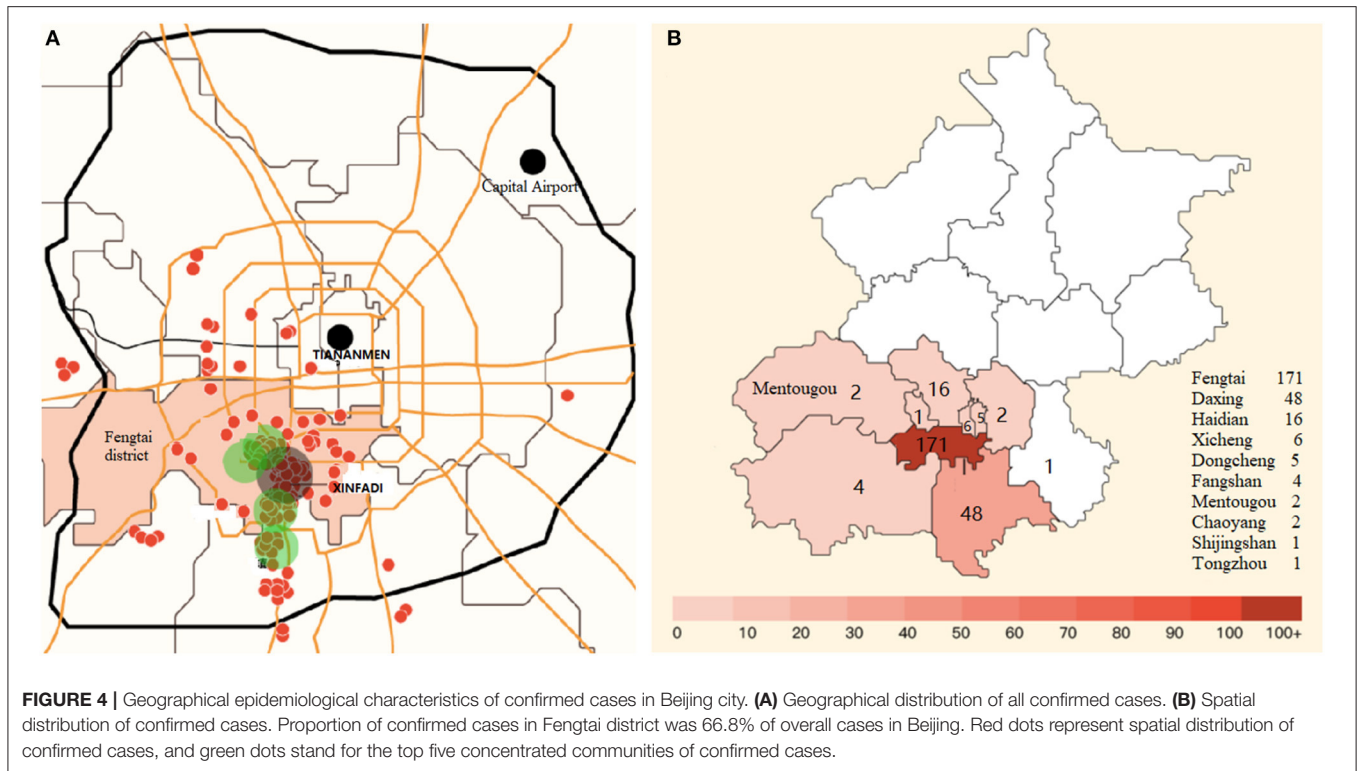 A
Capital Airport
TIANANMEN
Fengtai
district
XINFADI
B
Mentougou 2
16
1
6
5
2
171
4
48
1
Fengtai 171
Daxing 48
Haidian 16
Xicheng 6
Dongcheng 5
Fangshan 4
Mentougou 2
Chaoyang 2
Shijingshan 1
Tongzhou 1
0 10 20 30 40 50 60 70 80 90 100 100+
FIGURE 4 | Geographical epidemiological characteristics of confirmed cases in Beijing city. (A) Geographical distribution of all confirmed cases. (B) Spatial
distribution of confirmed cases. Proportion of confirmed cases in Fengtai district was 66.8% of overall cases in Beijing. Red dots represent spatial distribution of
confirmed cases, and green dots stand for the top five concentrated communities of confirmed cases.